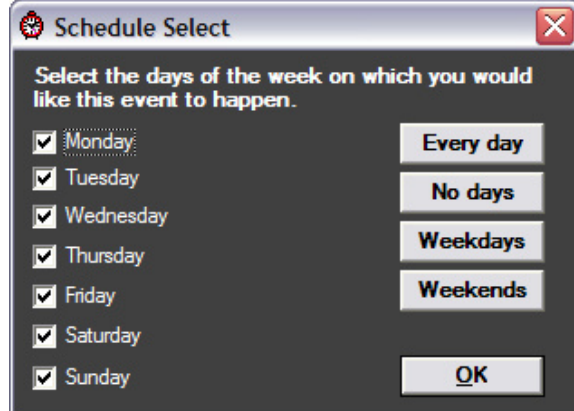 Schedule Select
Select the days of the week on which you would
like this event to happen.
Monday
Tuesday
Wednesday
Thursday
Friday
Saturday
Sunday
Every day
No days
Weekdays
Weekends
OK